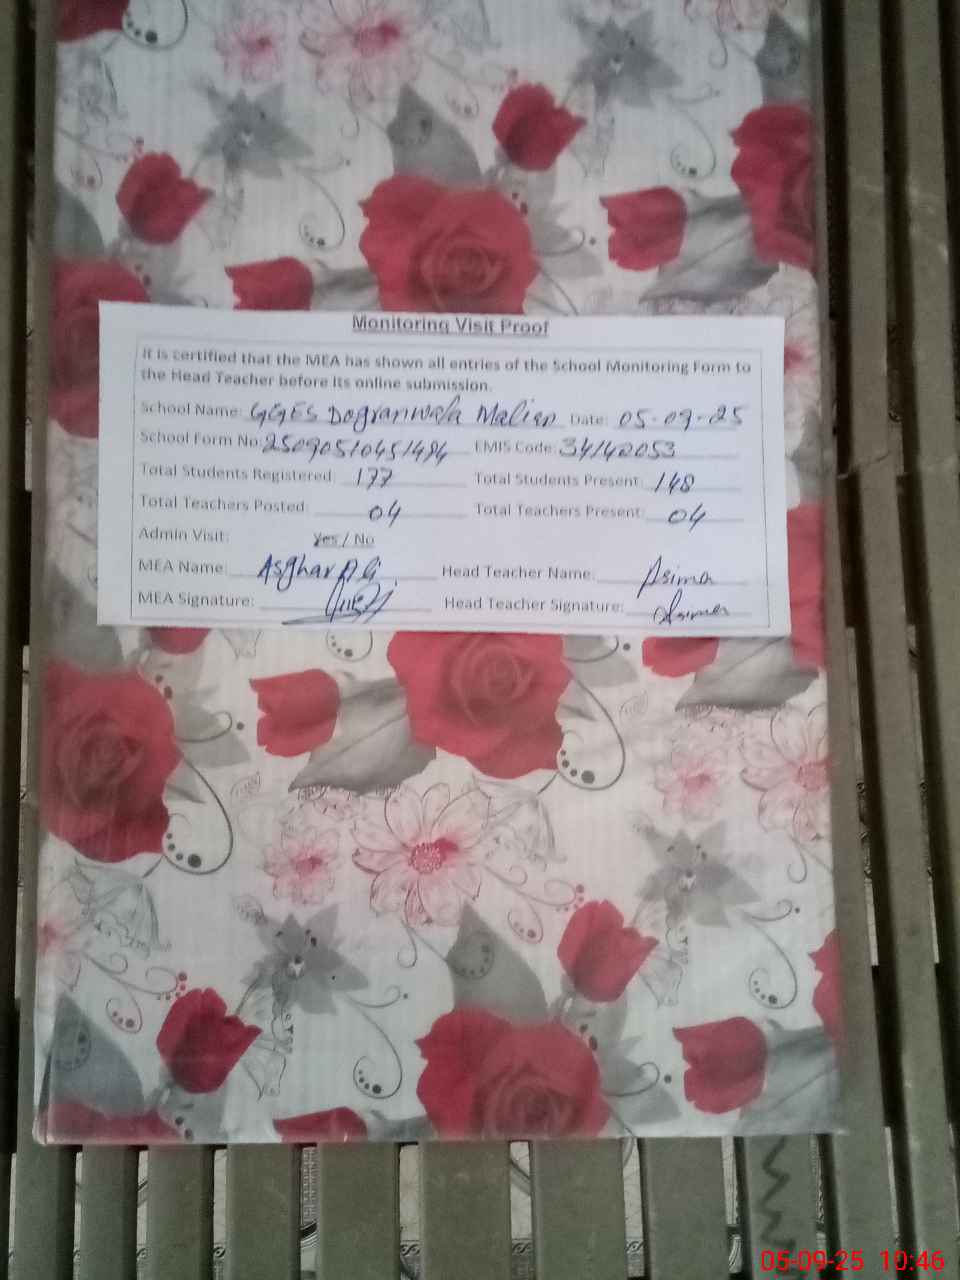 Monitoring Visit Proof
It is certified that the MEA has shown all entries of the School Monitoring Form to
the Head Teacher before its online submission.
School Name: GGES Dogranwala Malian Date: 05-09-25
School Form No: 25090510451494 EMIS Code: 34142053
Total Students Registered: 177 Total Students Present: 148
Total Teachers Posted: 04 Total Teachers Present: 04
Admin Visit: Yes / No
MEA Name: Asghar Ali Head Teacher Name: Asima
MEA Signature: Head Teacher Signature: Asima
05-09-25 10:46